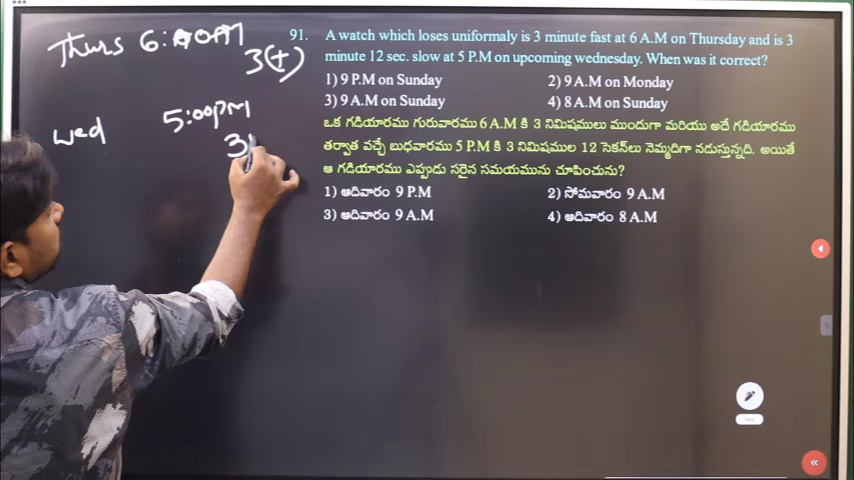 Thurs 6:00AM
3(+)
wed 5:00PM
3
91. A watch which loses uniformaly is 3 minute fast at 6 A.M on Thursday and is 3
minute 12 sec. slow at 5 P.M on upcoming wednesday. When was it correct?
1) 9 P.M on Sunday 2) 9 A.M on Monday
3) 9 A.M on Sunday 4) 8 A.M on Sunday
ఒక గడియారము గురువారము 6 A.M కి 3 నిమిషములు ముందుగా మరియు అదే గడియారము
తర్వాత వచ్చే బుధవారము 5 P.M కి 3 నిమిషముల 12 సెకన్‌లు నెమ్మదిగా నడుస్తున్నది. అయితే
ఆ గడియారము ఎప్పుడు సరైన సమయమును చూపించును?
1) ఆదివారం 9 P.M 2) సోమవారం 9 A.M
3) ఆదివారం 9 A.M 4) ఆదివారం 8 A.M